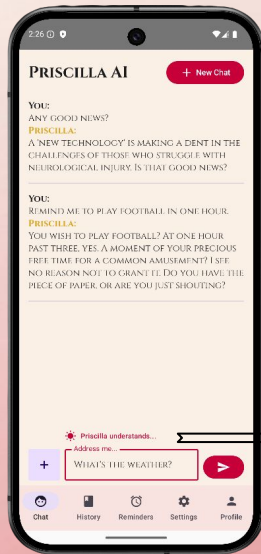 2:26
PRISCILLA AI
+ New Chat
YOU:
ANY GOOD NEWS?
PRISCILLA:
A 'NEW TECHNOLOGY' IS MAKING A DENT IN THE
CHALLENGES OF THOSE WHO STRUGGLE WITH
NEUROLOGICAL INJURY. IS THAT GOOD NEWS?
YOU:
REMIND ME TO PLAY FOOTBALL IN ONE HOUR.
PRISCILLA:
YOU WISH TO PLAY FOOTBALL? AT ONE HOUR
PAST THREE, YES. A MOMENT OF YOUR PRECIOUS
FREE TIME FOR A COMMON AMUSEMENT? I SEE
NO REASON NOT TO GRANT IT. DO YOU HAVE THE
PIECE OF PAPER, OR ARE YOU JUST SHOUTING?
Priscilla understands...
Address me...
+
WHAT'S THE WEATHER?
Chat
History
Reminders
Settings
Profile